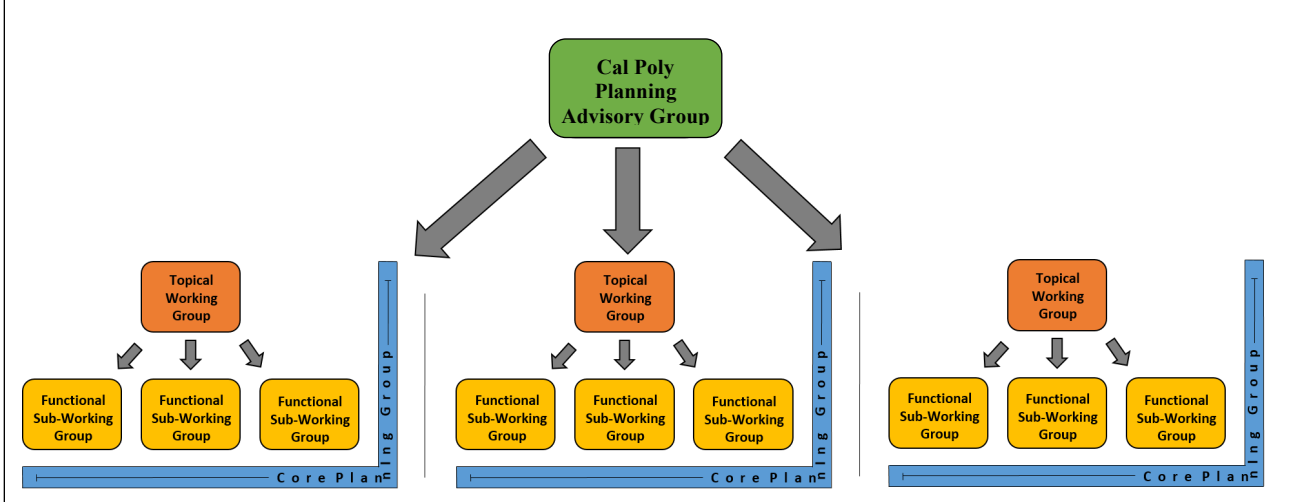 Cal Poly
Planning
Advisory Group
Topical
Working
Group
Functional
Sub-Working
Group
Functional
Sub-Working
Group
Functional
Sub-Working
Group
Core Planning Group
Topical
Working
Group
Functional
Sub-Working
Group
Functional
Sub-Working
Group
Functional
Sub-Working
Group
Core Planning Group
Topical
Working
Group
Functional
Sub-Working
Group
Functional
Sub-Working
Group
Functional
Sub-Working
Group
Core Planning Group